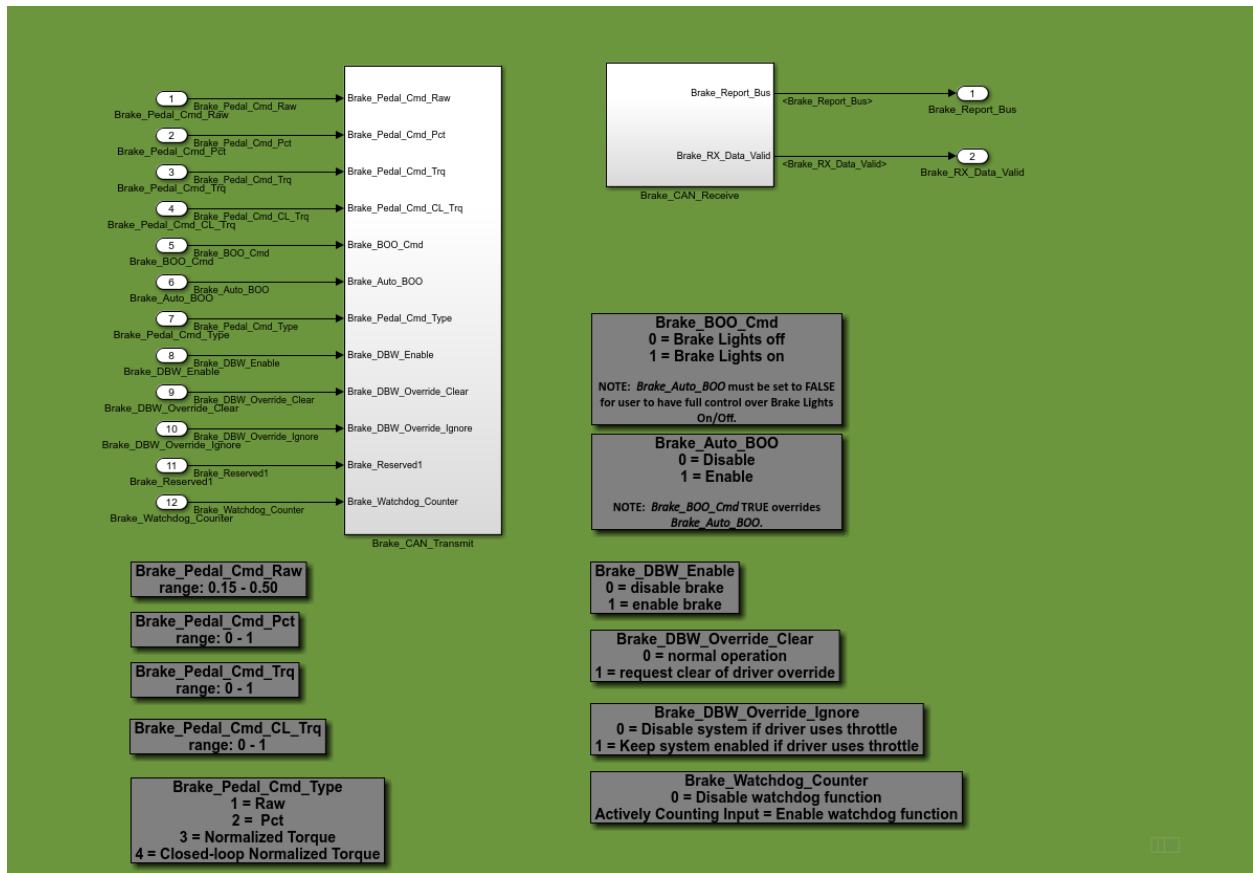 1
Brake_Pedal_Cmd_Raw
Brake_Pedal_Cmd_Raw
Brake_Pedal_Cmd_Raw
2
Brake_Pedal_Cmd_Pct
Brake_Pedal_Cmd_Pct
Brake_Pedal_Cmd_Pct
3
Brake_Pedal_Cmd_Trq
Brake_Pedal_Cmd_Trq
Brake_Pedal_Cmd_Trq
4
Brake_Pedal_Cmd_CL_Trq
Brake_Pedal_Cmd_CL_Trq
Brake_Pedal_Cmd_CL_Trq
5
Brake_BOO_Cmd
Brake_BOO_Cmd
Brake_BOO_Cmd
6
Brake_Auto_BOO
Brake_Auto_BOO
Brake_Auto_BOO
7
Brake_Pedal_Cmd_Type
Brake_Pedal_Cmd_Type
Brake_Pedal_Cmd_Type
8
Brake_DBW_Enable
Brake_DBW_Enable
Brake_DBW_Enable
9
Brake_DBW_Override_Clear
Brake_DBW_Override_Clear
Brake_DBW_Override_Clear
10
Brake_DBW_Override_Ignore
Brake_DBW_Override_Ignore
Brake_DBW_Override_Ignore
11
Brake_Reserved1
Brake_Reserved1
Brake_Reserved1
12
Brake_Watchdog_Counter
Brake_Watchdog_Counter
Brake_Watchdog_Counter
Brake_CAN_Transmit
Brake_Report_Bus
<Brake_Report_Bus>
1
Brake_Report_Bus
Brake_RX_Data_Valid
<Brake_RX_Data_Valid>
2
Brake_RX_Data_Valid
Brake_CAN_Receive
Brake_BOO_Cmd
0 = Brake Lights off
1 = Brake Lights on
NOTE: Brake_Auto_BOO must be set to FALSE
for user to have full control over Brake Lights
On/Off.
Brake_Auto_BOO
0 = Disable
1 = Enable
NOTE: Brake_BOO_Cmd TRUE overrides
Brake_Auto_BOO.
Brake_Pedal_Cmd_Raw
range: 0.15 - 0.50
Brake_Pedal_Cmd_Pct
range: 0 - 1
Brake_Pedal_Cmd_Trq
range: 0 - 1
Brake_Pedal_Cmd_CL_Trq
range: 0 - 1
Brake_Pedal_Cmd_Type
1 = Raw
2 = Pct
3 = Normalized Torque
4 = Closed-loop Normalized Torque
Brake_DBW_Enable
0 = disable brake
1 = enable brake
Brake_DBW_Override_Clear
0 = normal operation
1 = request clear of driver override
Brake_DBW_Override_Ignore
0 = Disable system if driver uses throttle
1 = Keep system enabled if driver uses throttle
Brake_Watchdog_Counter
0 = Disable watchdog function
Actively Counting Input = Enable watchdog function